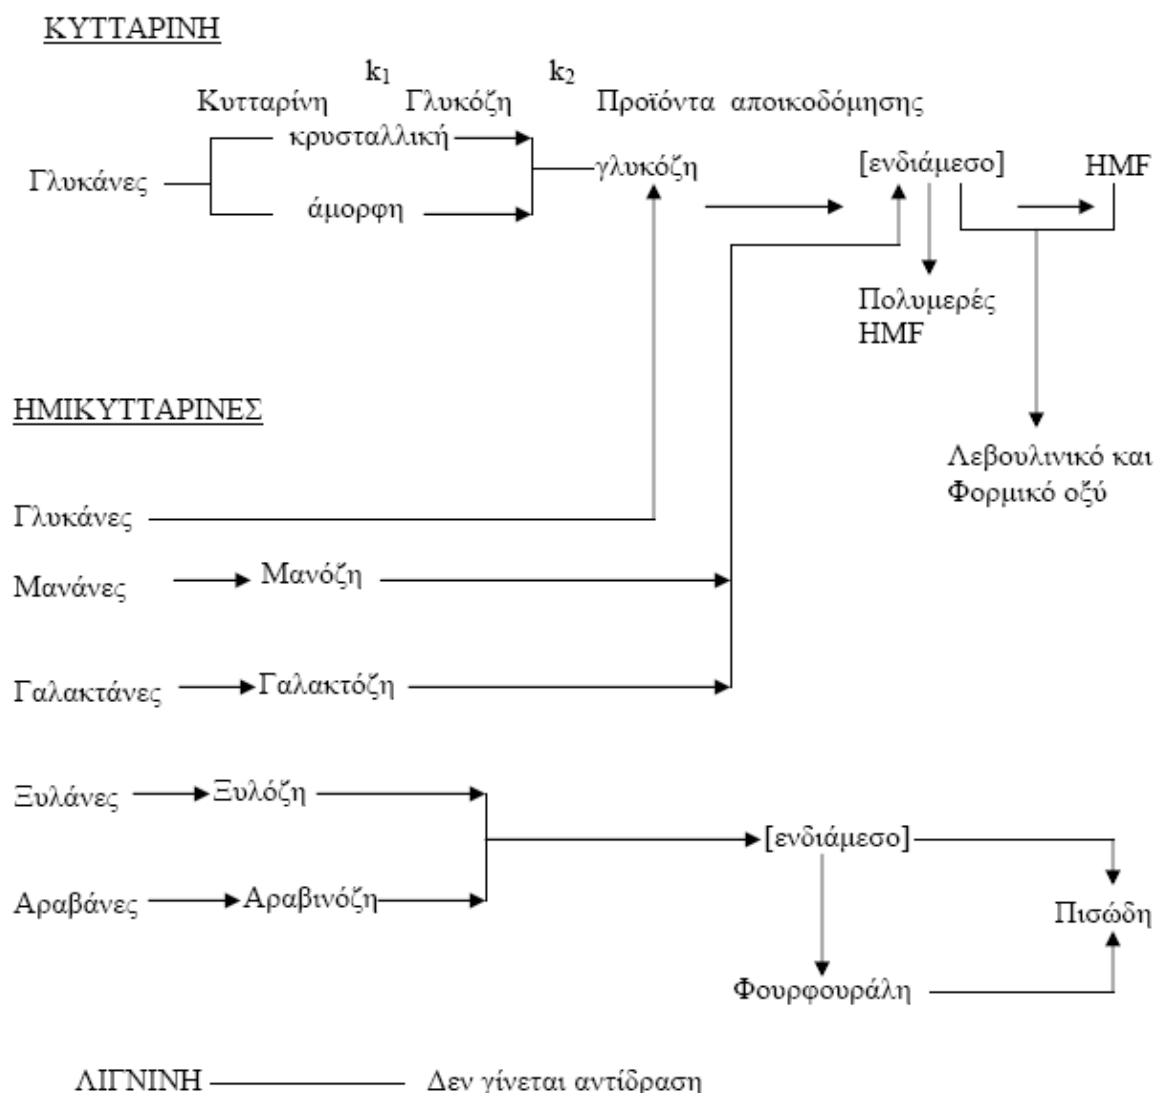 ΚΥΤΤΑΡΙΝΗ
k1 k2
Κυτταρίνη Γλυκόζη Προϊόντα αποικοδόμησης
κρυσταλλική
Γλυκάνες γλυκόζη [ενδιάμεσο] HMF
άμορφη
Πολυμερές
HMF
ΗΜΙΚΥΤΤΑΡΙΝΕΣ
Λεβουλινικό και
Φορμικό οξύ
Γλυκάνες
Μανάνες Μανόζη
Γαλακτάνες Γαλακτόζη
Ξυλάνες Ξυλόζη
[ενδιάμεσο]
Αραβάνες Αραβινόζη
Πισώδη
Φουρφουράλη
ΛΙΓΝΙΝΗ Δεν γίνεται αντίδραση